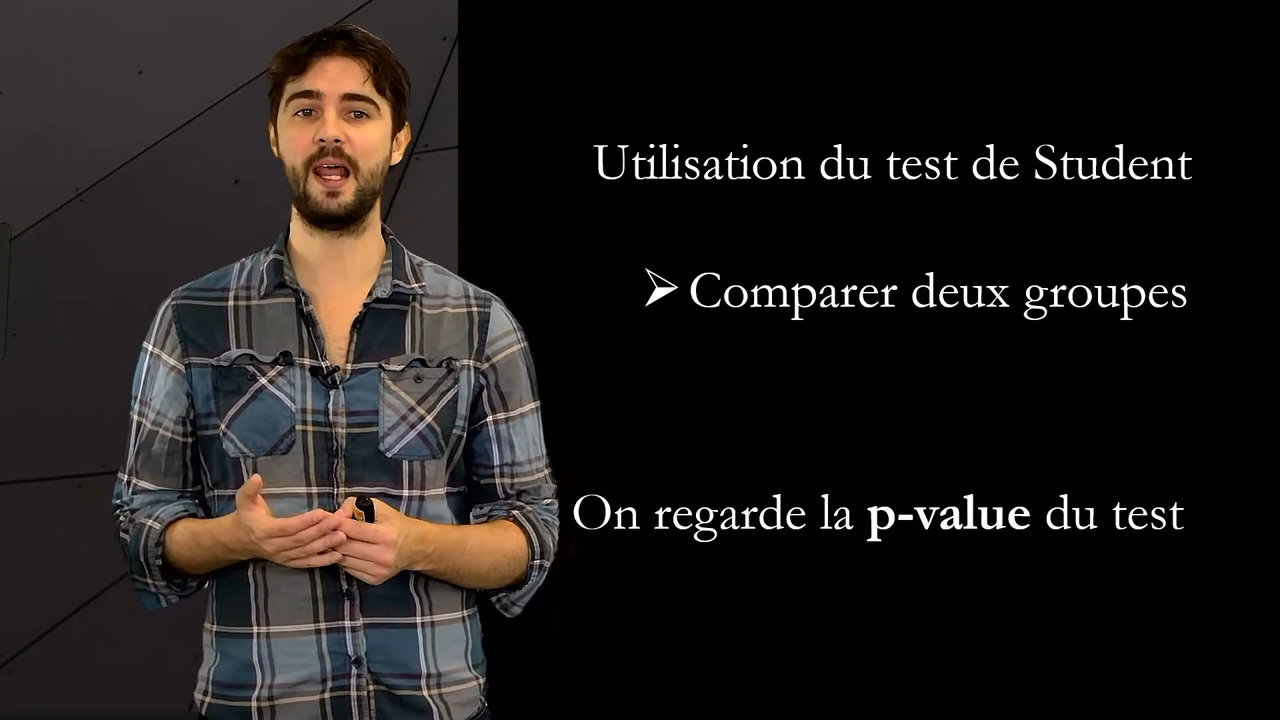 Utilisation du test de Student
➢ Comparer deux groupes
On regarde la p-value du test